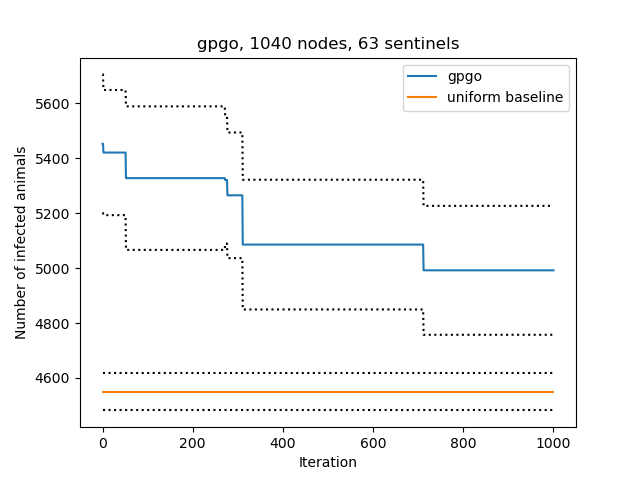 gpgo, 1040 nodes, 63 sentinels
gpgo
uniform baseline
Number of infected animals
5600
5400
5200
5000
4800
4600
0 200 400 600 800 1000
Iteration